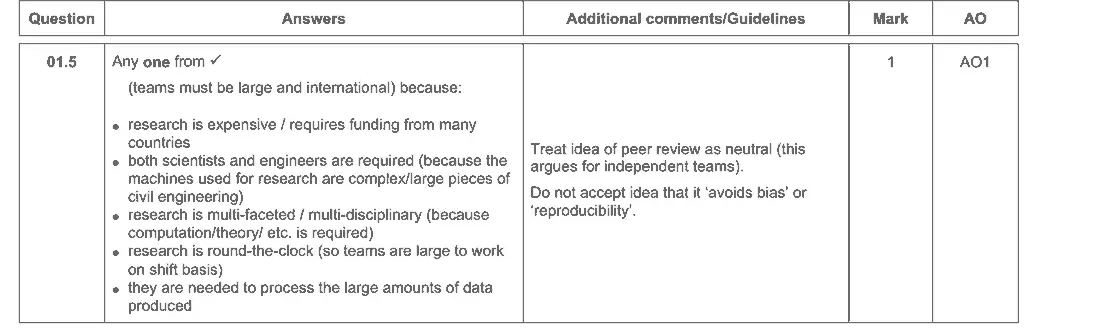 Question Answers Additional comments/Guidelines Mark AO
01.5 Any one from ✓ 1 AO1
(teams must be large and international) because:
• research is expensive / requires funding from many
countries
• both scientists and engineers are required (because the
machines used for research are complex/large pieces of
civil engineering)
• research is multi-faceted / multi-disciplinary (because
computation/theory/ etc. is required)
• research is round-the-clock (so teams are large to work
on shift basis)
• they are needed to process the large amounts of data
produced
Treat idea of peer review as neutral (this
argues for independent teams).
Do not accept idea that it ‘avoids bias’ or
‘reproducibility’.